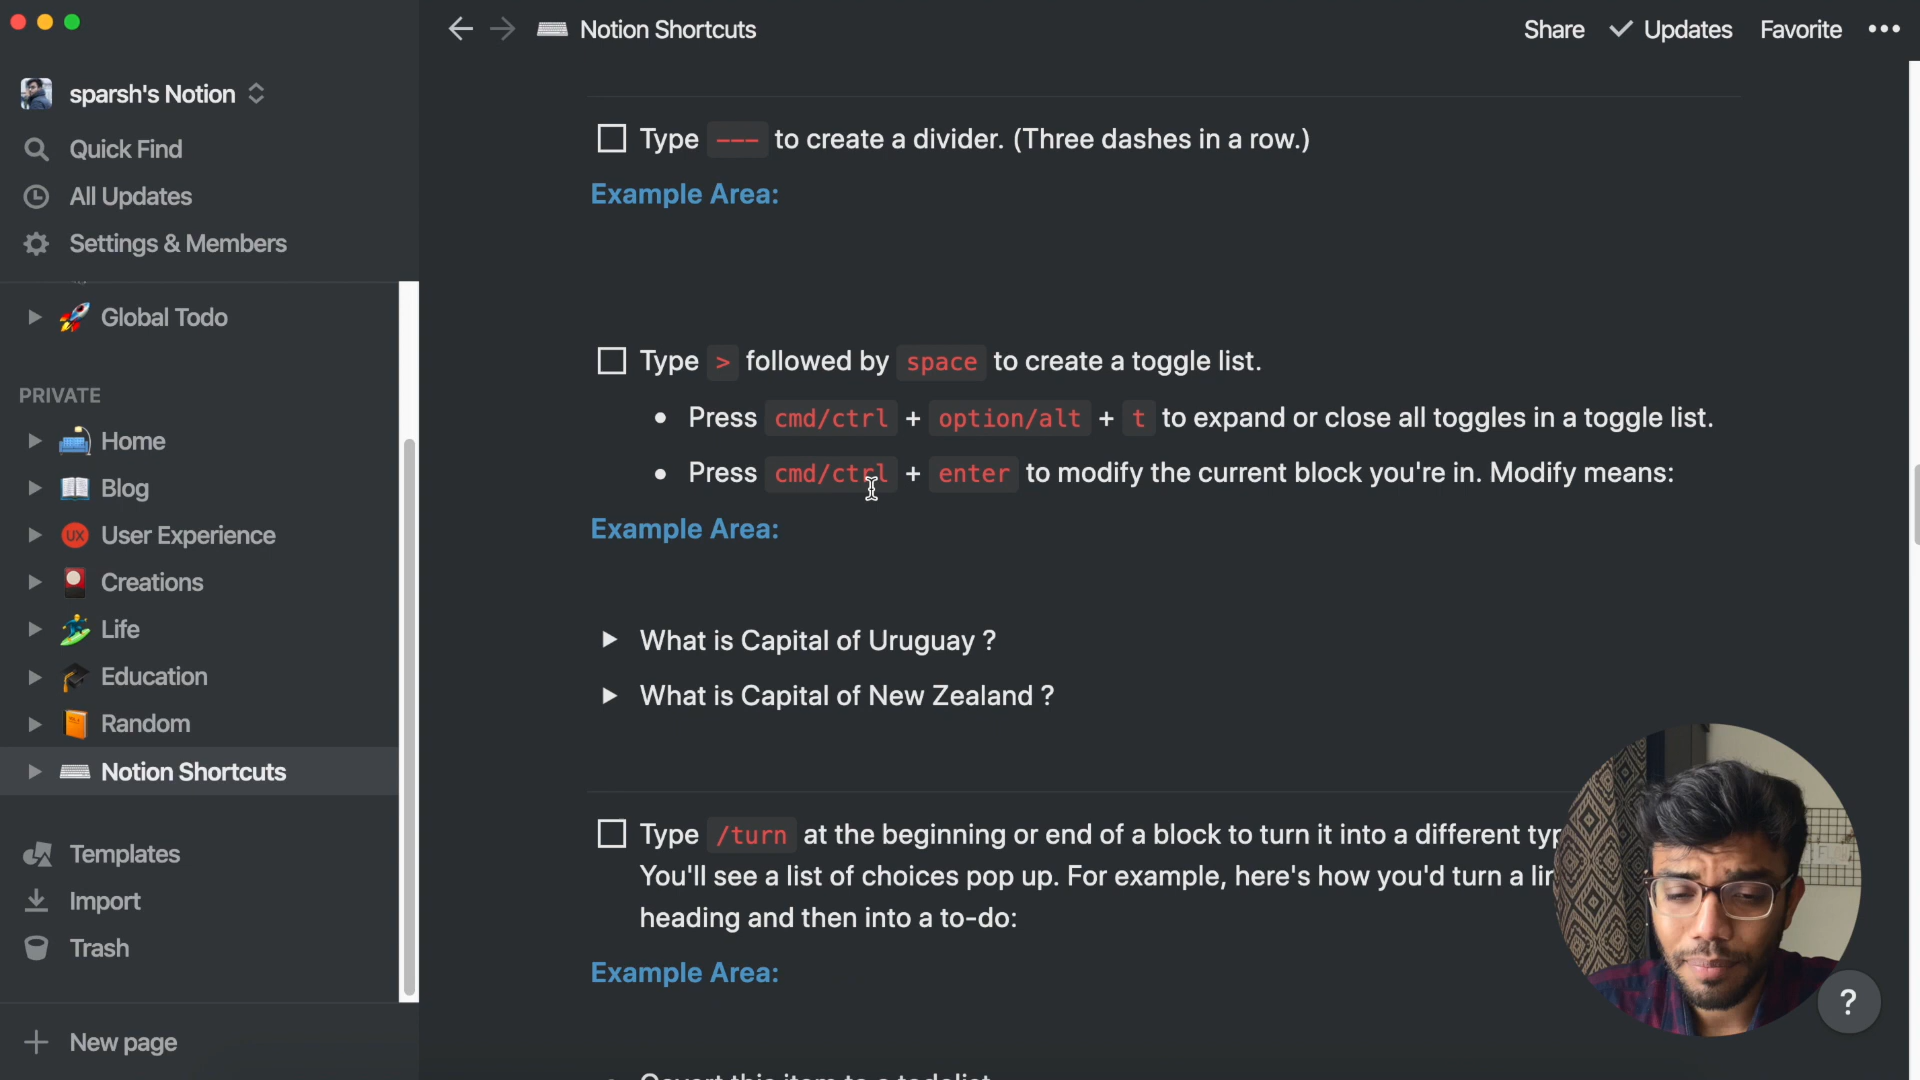 Notion Shortcuts
Share
Updates
Favorite
•••
sparsh's Notion
Quick Find
All Updates
Settings & Members
Global Todo
PRIVATE
Home
Blog
UX User Experience
Creations
Life
Education
Random
Notion Shortcuts
Templates
Import
Trash
New page
Type --- to create a divider. (Three dashes in a row.)
Example Area:
Type > followed by space to create a toggle list.
• Press cmd/ctrl + option/alt + t to expand or close all toggles in a toggle list.
• Press cmd/ctrl + enter to modify the current block you're in. Modify means:
Example Area:
What is Capital of Uruguay ?
What is Capital of New Zealand ?
Type /turn at the beginning or end of a block to turn it into a different typ
You'll see a list of choices pop up. For example, here's how you'd turn a lin
heading and then into a to-do:
Example Area:
?